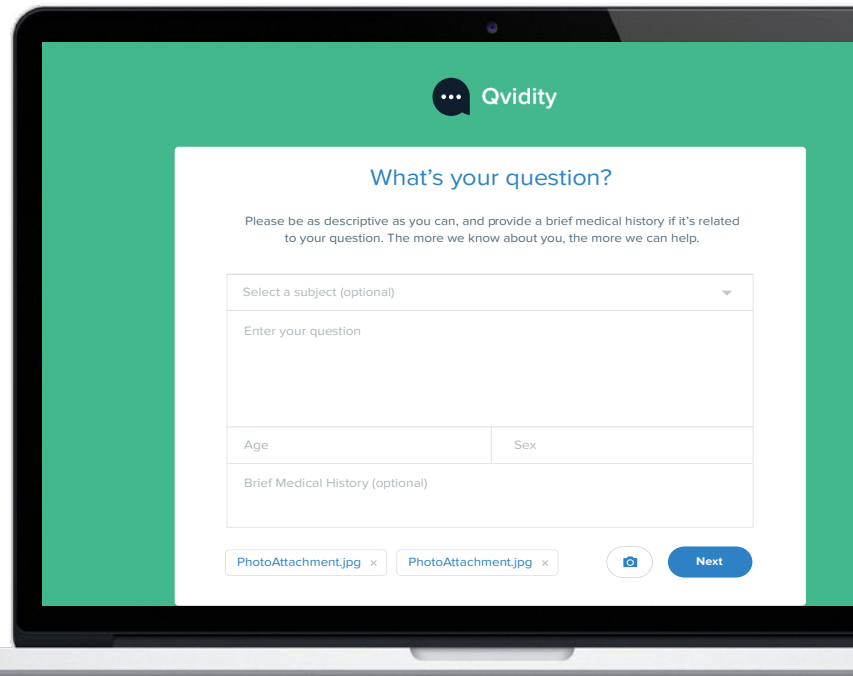 Qvidity
What's your question?
Please be as descriptive as you can, and provide a brief medical history if it's related
to your question. The more we know about you, the more we can help.
Select a subject (optional)
Enter your question
Age Sex
Brief Medical History (optional)
PhotoAttachment.jpg × PhotoAttachment.jpg × Next